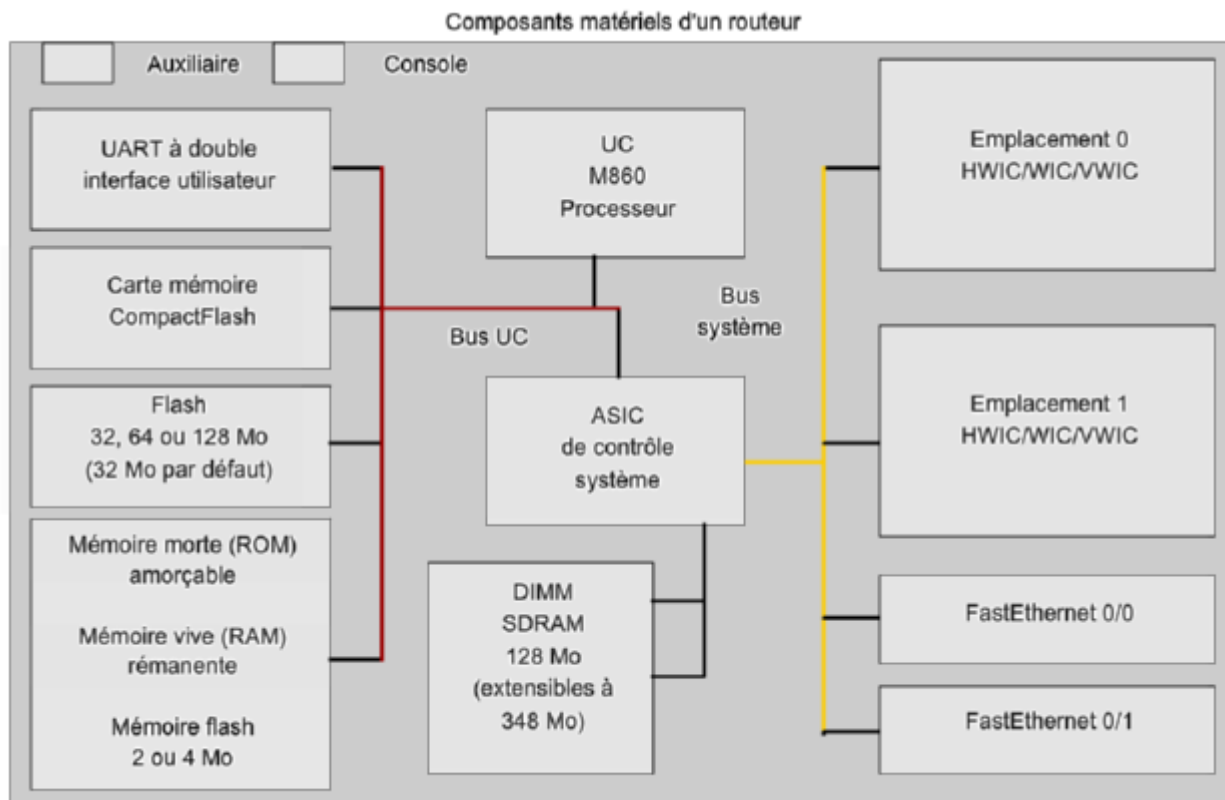 Composants matériels d'un routeur
Auxiliaire
Console
UART à double
interface utilisateur
Carte mémoire
CompactFlash
Flash
32, 64 ou 128 Mo
(32 Mo par défaut)
Mémoire morte (ROM)
amorçable
Mémoire vive (RAM)
rémanente
Mémoire flash
2 ou 4 Mo
UC
M860
Processeur
Bus UC
Bus
système
ASIC
de contrôle
système
DIMM
SDRAM
128 Mo
(extensibles à
348 Mo)
Emplacement 0
HWIC/WIC/VWIC
Emplacement 1
HWIC/WIC/VWIC
FastEthernet 0/0
FastEthernet 0/1